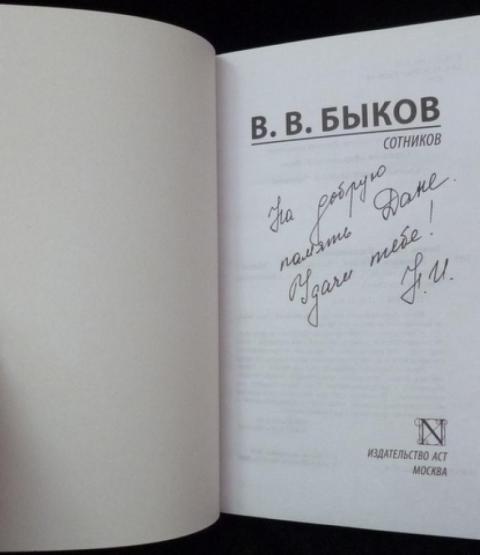 В. В. БЫКОВ
СОТНИКОВ
На добрую
память Дане.
Удачи тебе!
Н.И.
ИЗДАТЕЛЬСТВО АСТ
МОСКВА